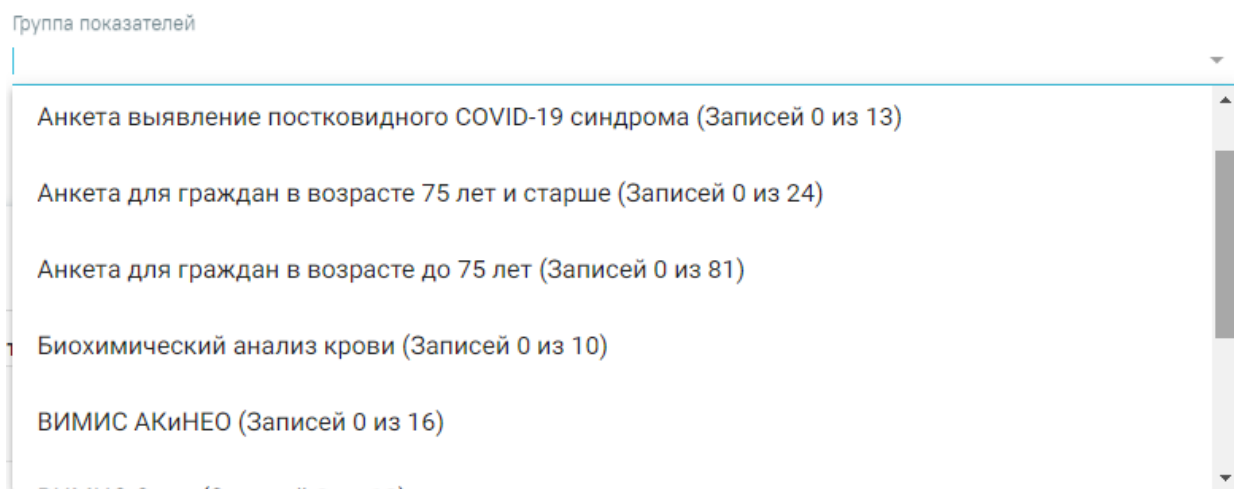 Группа показателей
Анкета выявление постковидного COVID-19 синдрома (Записей 0 из 13)
Анкета для граждан в возрасте 75 лет и старше (Записей 0 из 24)
Анкета для граждан в возрасте до 75 лет (Записей 0 из 81)
Биохимический анализ крови (Записей 0 из 10)
ВИМИС АКиНЕО (Записей 0 из 16)